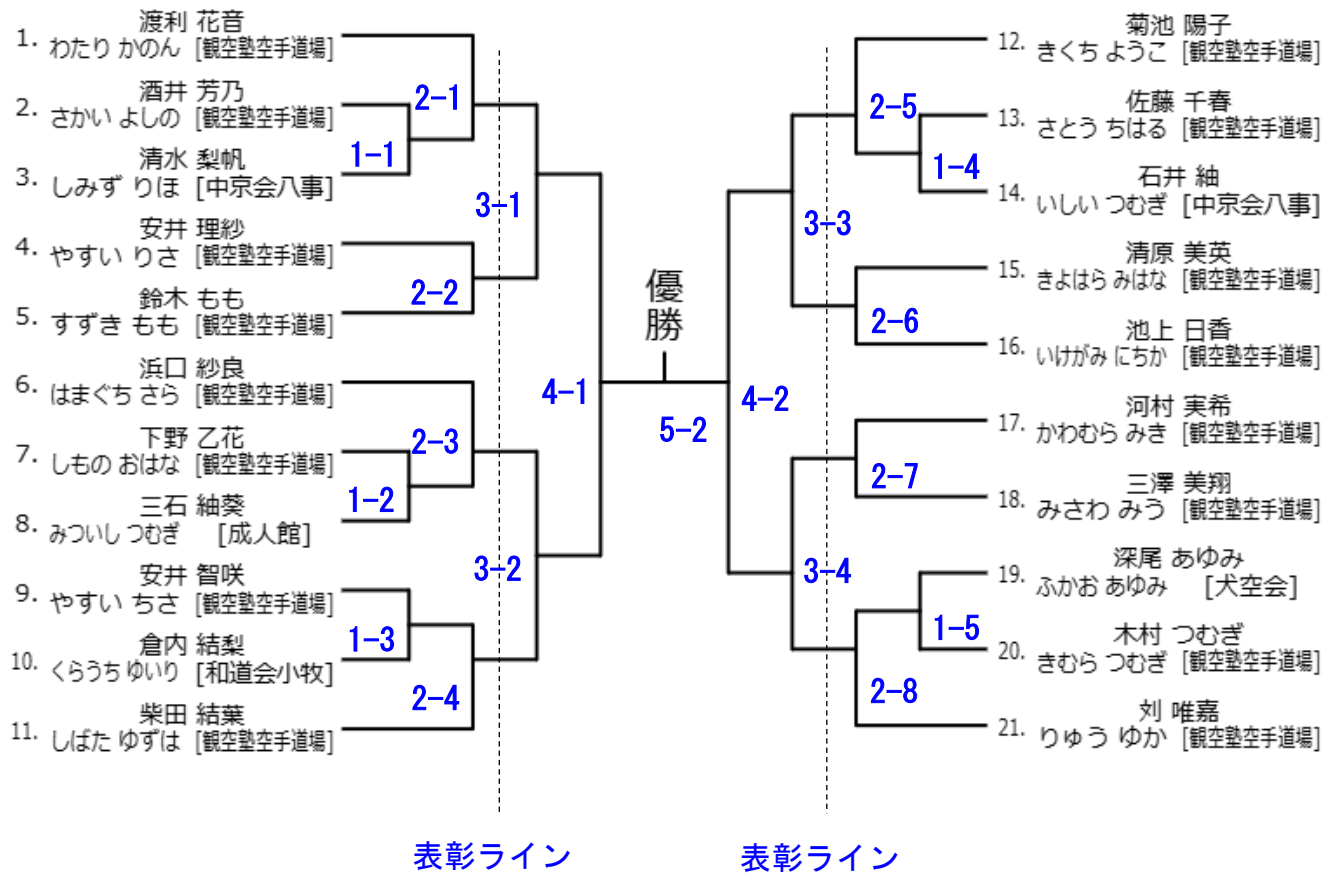 1. 渡利 花音
わたり かのん [観空塾空手道場]
2. 酒井 芳乃
さかい よしの [観空塾空手道場]
3. 清水 梨帆
しみず りほ [中京会八事]
4. 安井 理紗
やすい りさ [観空塾空手道場]
5. 鈴木 もも
すずき もも [観空塾空手道場]
6. 浜口 紗良
はまぐち さら [観空塾空手道場]
7. 下野 乙花
しもの おはな [観空塾空手道場]
8. 三石 紬葵
みついし つむぎ [成人館]
9. 安井 智咲
やすい ちさ [観空塾空手道場]
10. 倉内 結梨
くらうち ゆいり [和道会小牧]
11. 柴田 結葉
しばた ゆずは [観空塾空手道場]
1-1
1-2
1-3
2-1
2-2
2-3
2-4
3-1
3-2
4-1
優勝
5-2
4-2
3-3
3-4
2-5
2-6
2-7
2-8
1-4
1-5
12. 菊池 陽子
きくち ようこ [観空塾空手道場]
13. 佐藤 千春
さとう ちはる [観空塾空手道場]
14. 石井 紬
いしい つむぎ [中京会八事]
15. 清原 美英
きよはら みはな [観空塾空手道場]
16. 池上 日香
いけがみ にちか [観空塾空手道場]
17. 河村 実希
かわむら みき [観空塾空手道場]
18. 三澤 美翔
みさわ みう [観空塾空手道場]
19. 深尾 あゆみ
ふかお あゆみ [犬空会]
20. 木村 つむぎ
きむら つむぎ [観空塾空手道場]
21. 刘 唯嘉
りゅう ゆか [観空塾空手道場]
表彰ライン
表彰ライン